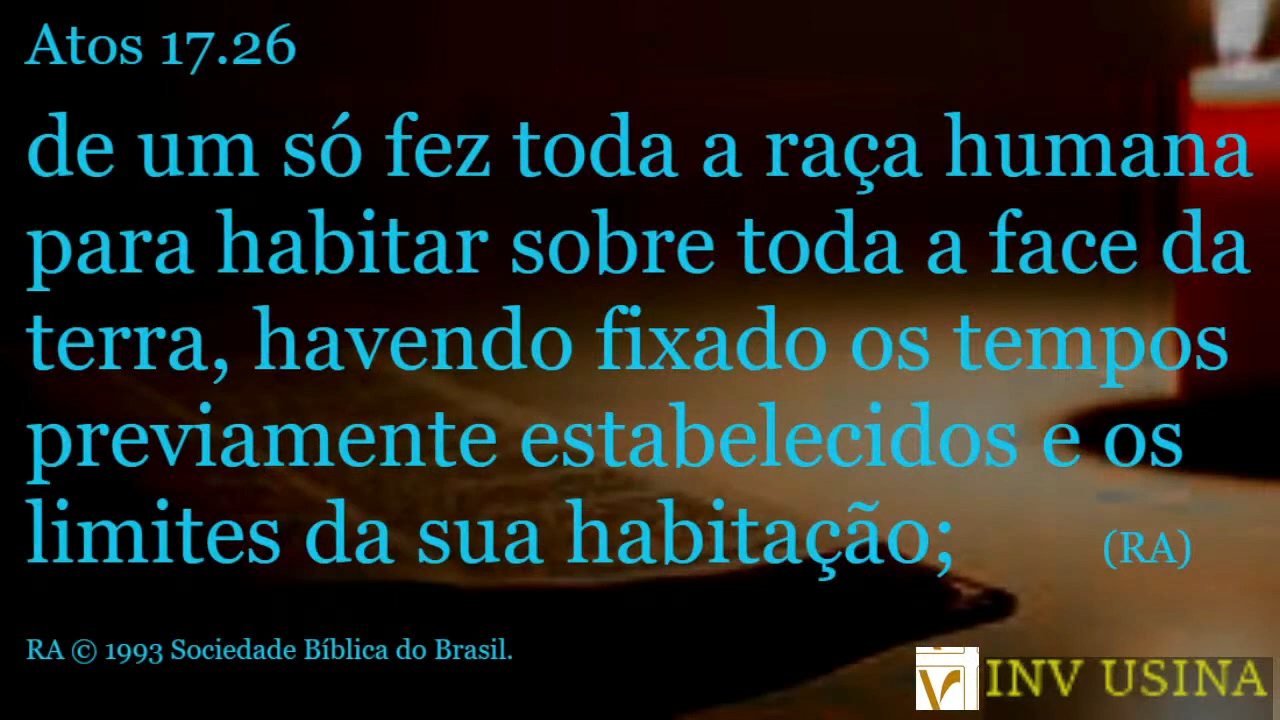 Atos 17.26
de um só fez toda a raça humana
para habitar sobre toda a face da
terra, havendo fixado os tempos
previamente estabelecidos e os
limites da sua habitação; (RA)
RA © 1993 Sociedade Bíblica do Brasil.
INV USINA